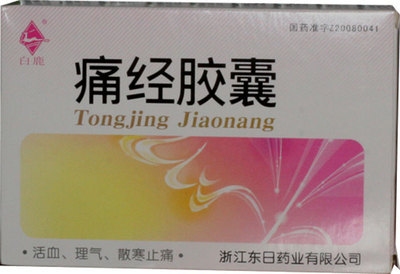 国药准字Z20080041
®
白鹿
痛经胶囊
Tongjing Jiaonang
·活血、理气、散寒止痛·
浙江东日药业有限公司